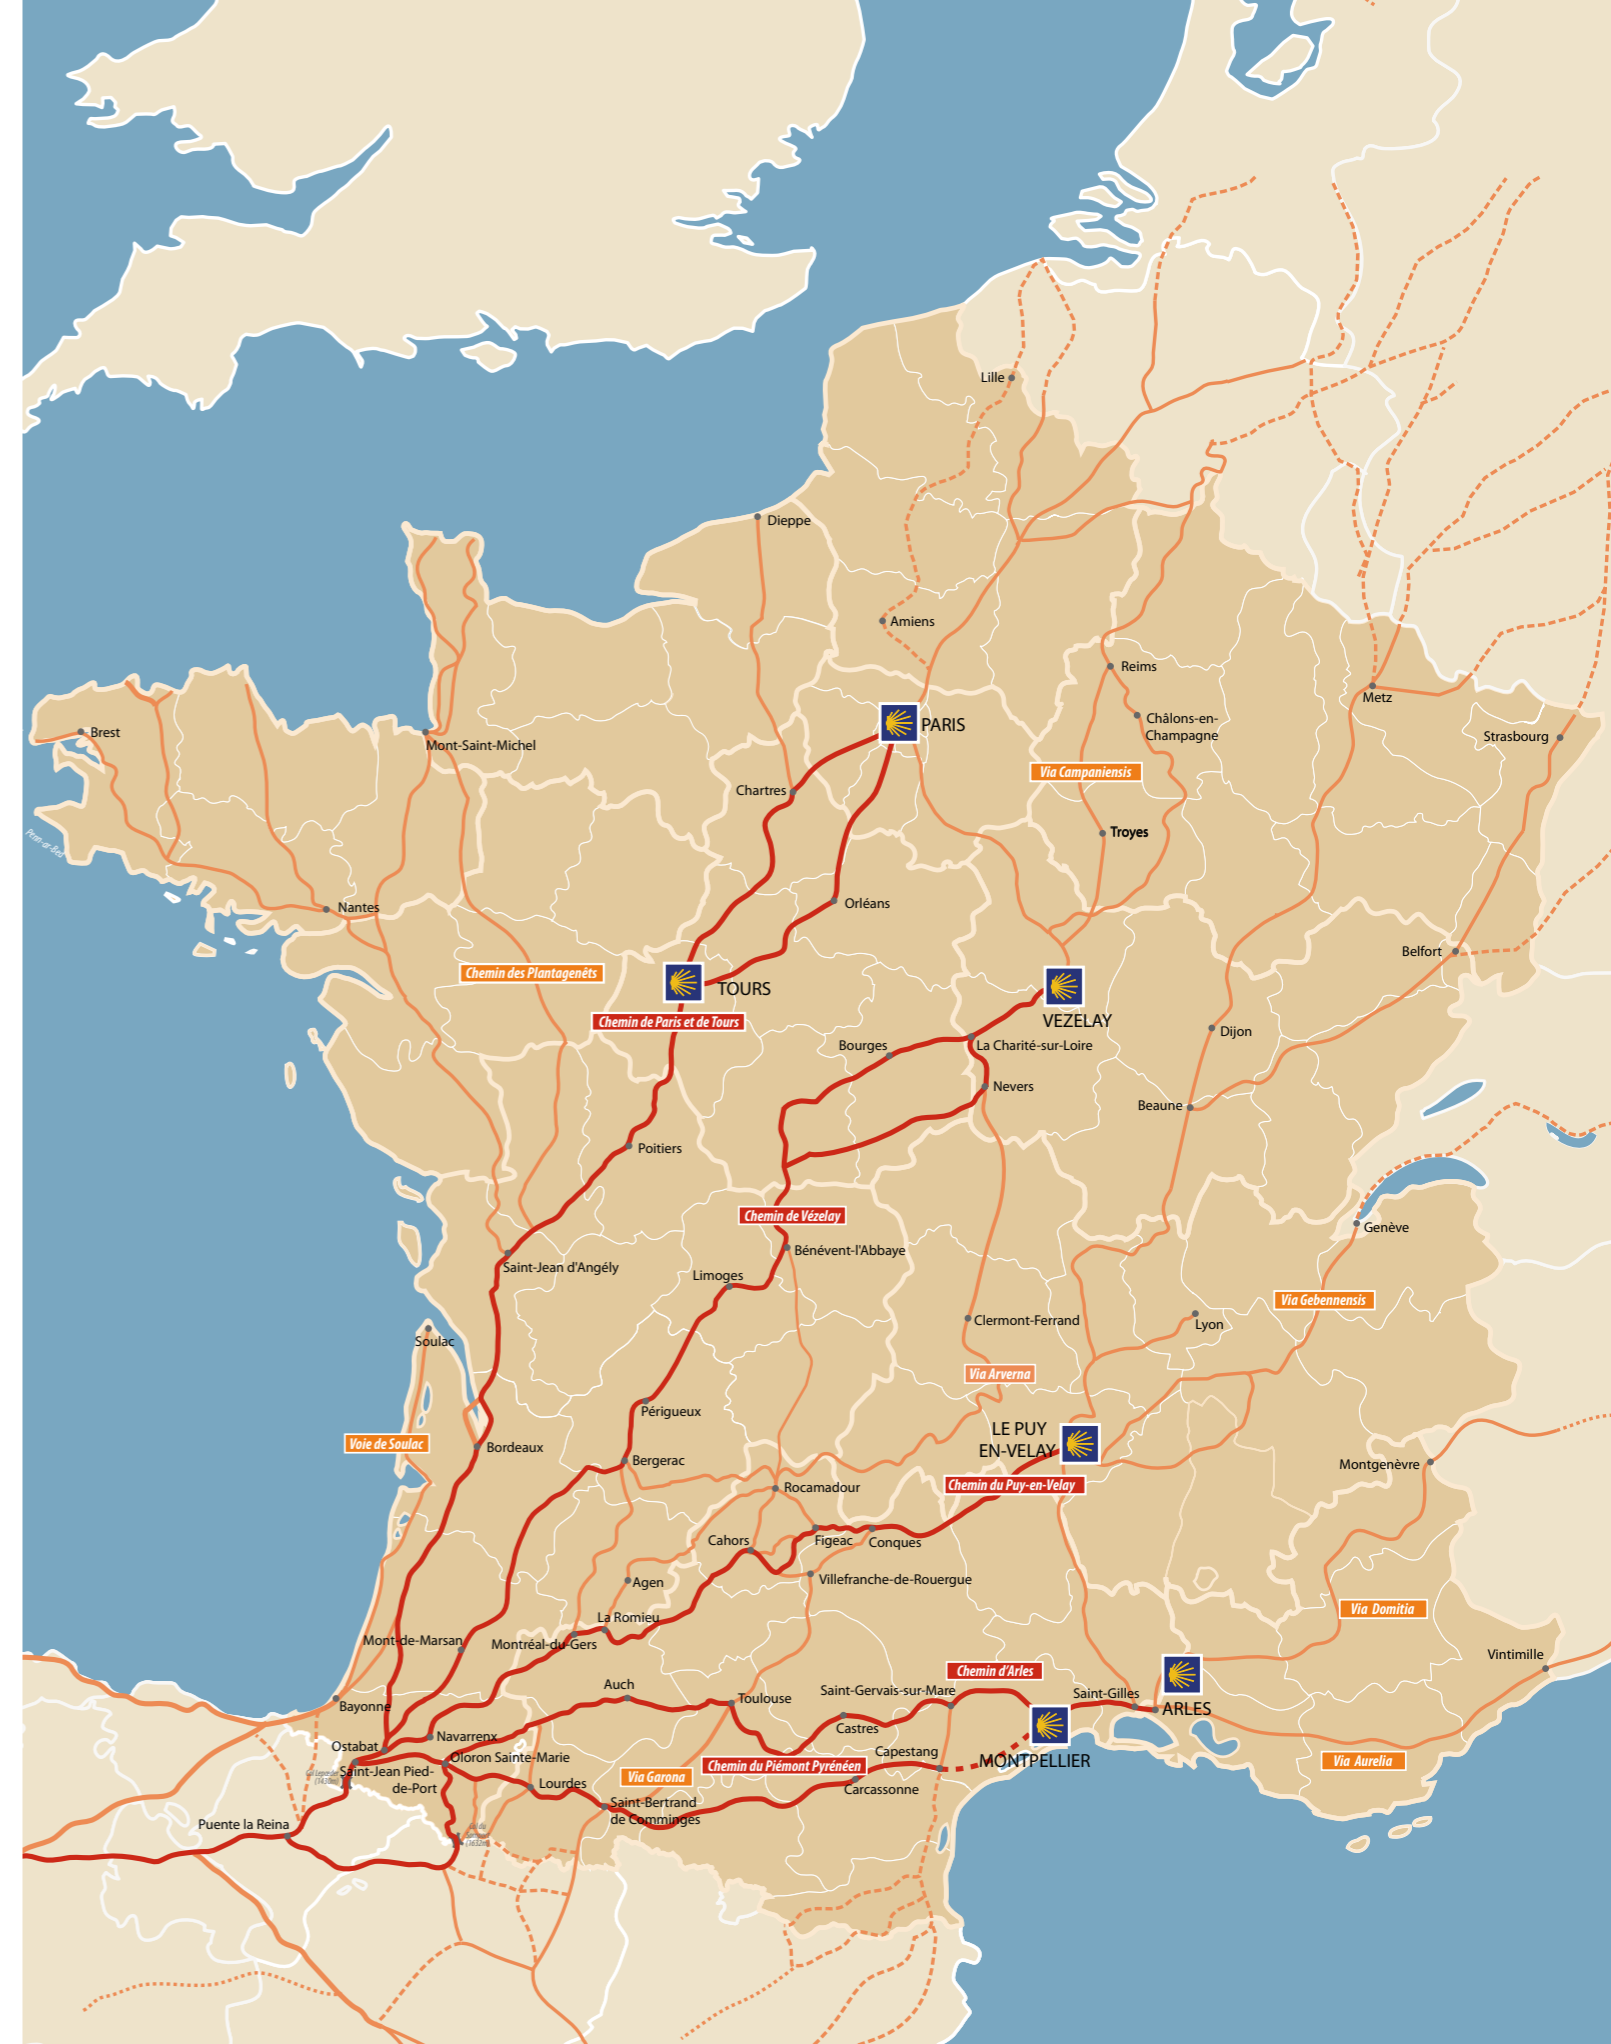 Lille
Dieppe
Amiens
Reims
Metz
PARIS
Châlons-en-
Champagne
Strasbourg
Brest
Mont-Saint-Michel
Via Campaniensis
Chartres
Troyes
Penn-ar-Bed
Orléans
Nantes
Belfort
Chemin des Plantagenêts
TOURS
VEZELAY
Chemin de Paris et de Tours
Dijon
Bourges
La Charité-sur-Loire
Nevers
Beaune
Poitiers
Chemin de Vézelay
Genève
Bénévent-l'Abbaye
Saint-Jean d'Angély
Limoges
Via Gebennensis
Clermont-Ferrand
Lyon
Soulac
Via Arverna
Périgueux
LE PUY
EN-VELAY
Voie de Soulac
Bordeaux
Bergerac
Montgenèvre
Rocamadour
Chemin du Puy-en-Velay
Cahors
Figeac
Conques
Agen
Villefranche-de-Rouergue
Via Domitia
La Romieu
Mont-de-Marsan
Montréal-du-Gers
Vintimille
Chemin d'Arles
Auch
Toulouse
Saint-Gervais-sur-Mare
Saint-Gilles
Bayonne
ARLES
Castres
Navarrenx
Ostabat
Oloron Sainte-Marie
Capestang
MONTPELLIER
Via Aurelia
Chemin du Piémont Pyrénéen
Saint-Jean Pied-
de-Port
(1430m)
Via Garona
Lourdes
Carcassonne
Saint-Bertrand
de Comminges
Puente la Reina
(1632m)